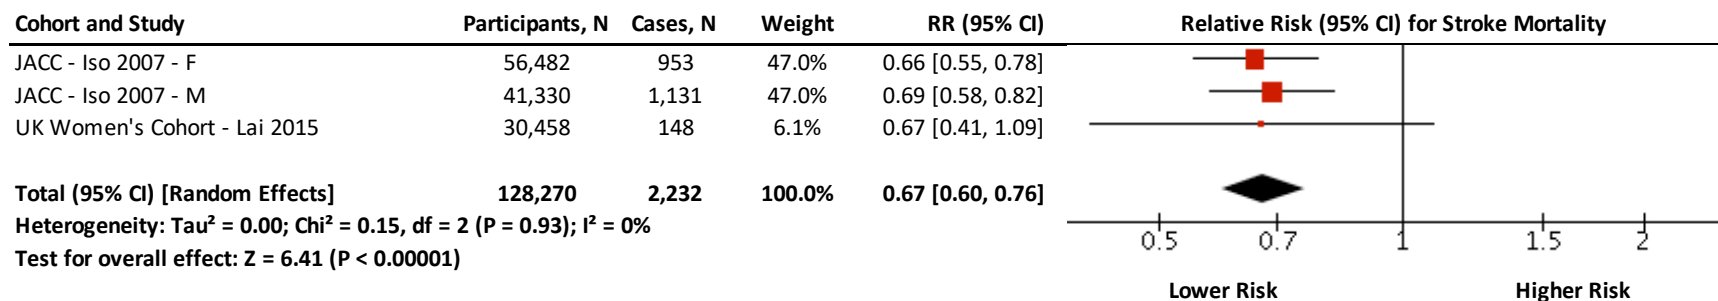 Cohort and Study Participants, N Cases, N Weight RR (95% CI) Relative Risk (95% CI) for Stroke Mortality
JACC - Iso 2007 - F 56,482 953 47.0% 0.66 [0.55, 0.78]
JACC - Iso 2007 - M 41,330 1,131 47.0% 0.69 [0.58, 0.82]
UK Women's Cohort - Lai 2015 30,458 148 6.1% 0.67 [0.41, 1.09]
Total (95% CI) [Random Effects] 128,270 2,232 100.0% 0.67 [0.60, 0.76]
Heterogeneity: Tau² = 0.00; Chi² = 0.15, df = 2 (P = 0.93); I² = 0%
0.5 0.7 1 1.5 2
Test for overall effect: Z = 6.41 (P < 0.00001)
Lower Risk Higher Risk